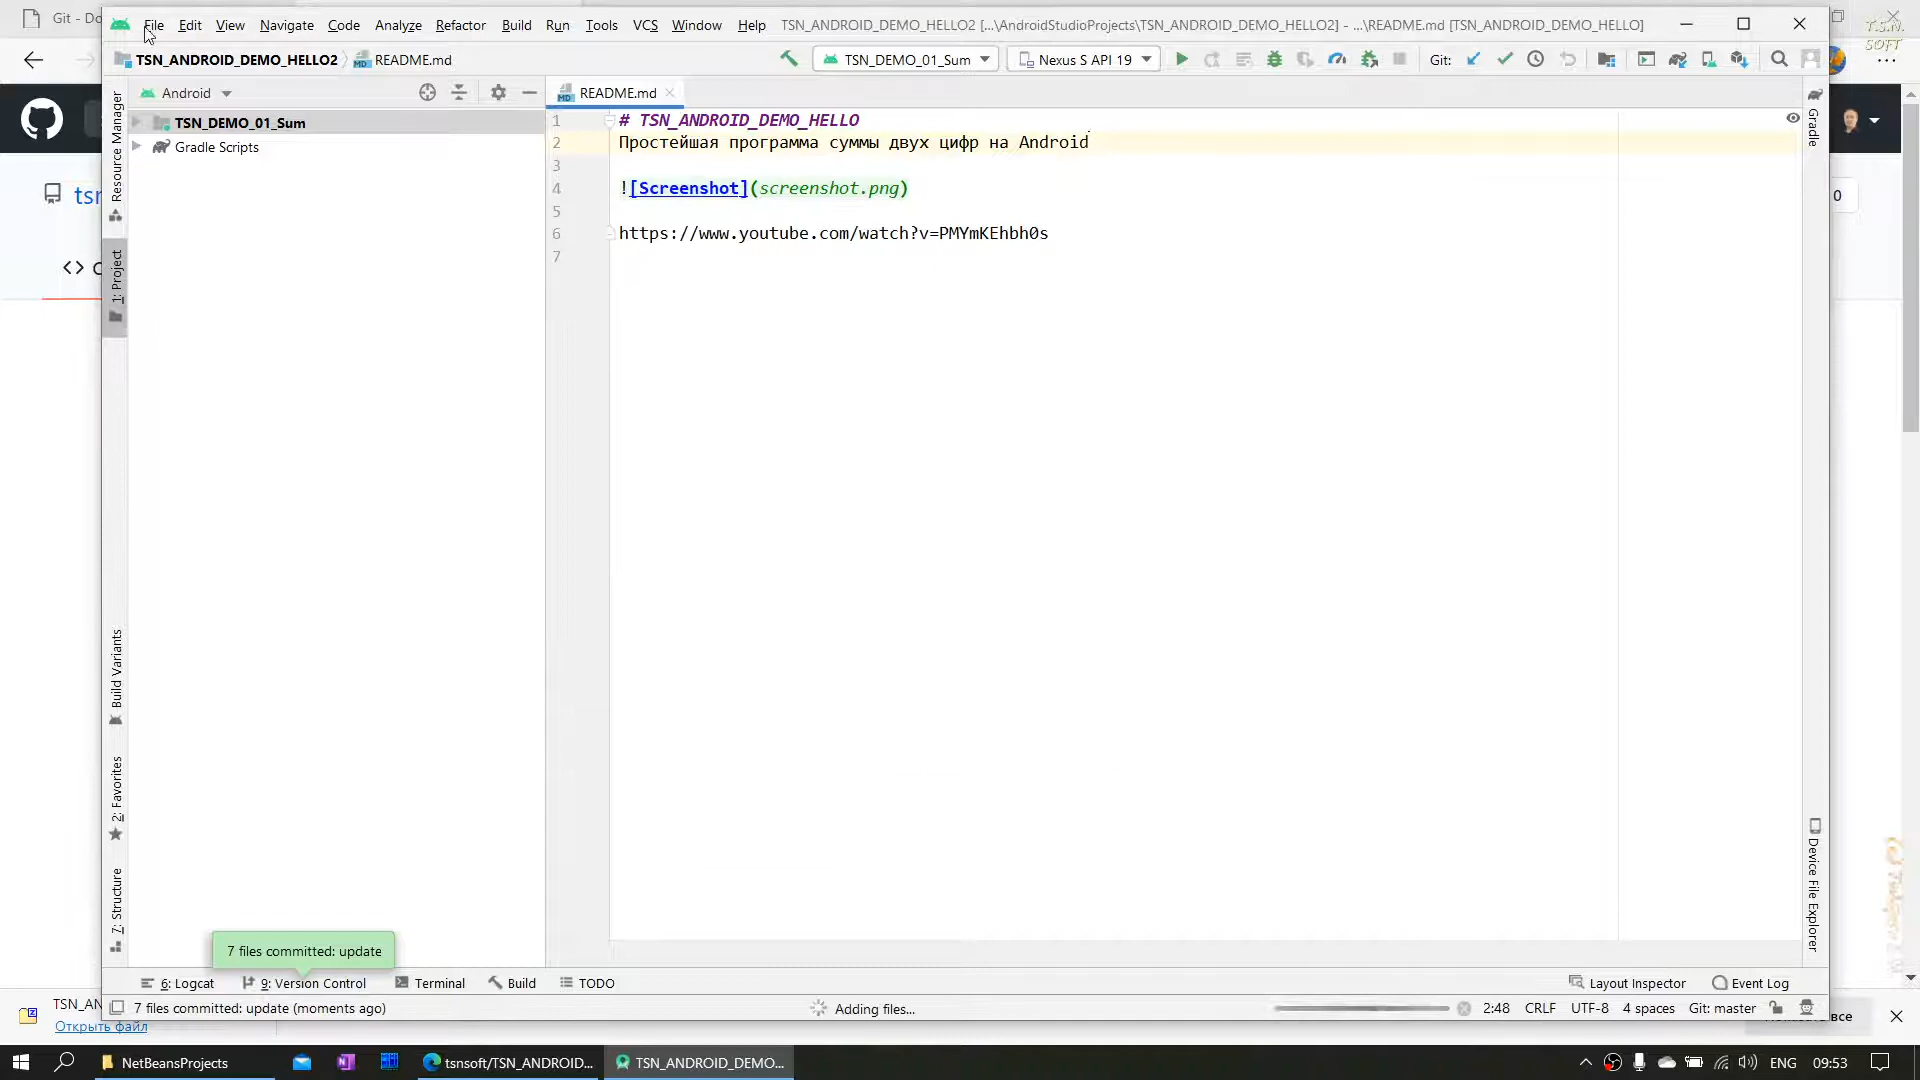 Git - Do
T.S.N.
SOFT
File Edit View Navigate Code Analyze Refactor Build Run Tools VCS Window Help TSN_ANDROID_DEMO_HELLO2 [...\AndroidStudioProjects\TSN_ANDROID_DEMO_HELLO2] - ...\README.md [TSN_ANDROID_DEMO_HELLO]
TSN_ANDROID_DEMO_HELLO2 README.md TSN_DEMO_01_Sum Nexus S API 19 Git:
Android README.md
TSN_DEMO_01_Sum
Gradle Scripts
1 # TSN_ANDROID_DEMO_HELLO
2 Простейшая программа суммы двух цифр на Android
3
4 ![Screenshot](screenshot.png)
5
6 https://www.youtube.com/watch?v=PMYmKEhbh0s
7
tsn
0
C
Resource Manager
1: Project
Build Variants
2: Favorites
7: Structure
Gradle
Device File Explorer
7 files committed: update
6: Logcat 9: Version Control Terminal Build TODO Layout Inspector Event Log
7 files committed: update (moments ago) Adding files... 2:48 CRLF UTF-8 4 spaces Git: master
TSN_AN
Открыть файл
все
NetBeansProjects tsnsoft/TSN_ANDROID... TSN_ANDROID_DEMO... ENG 09:53